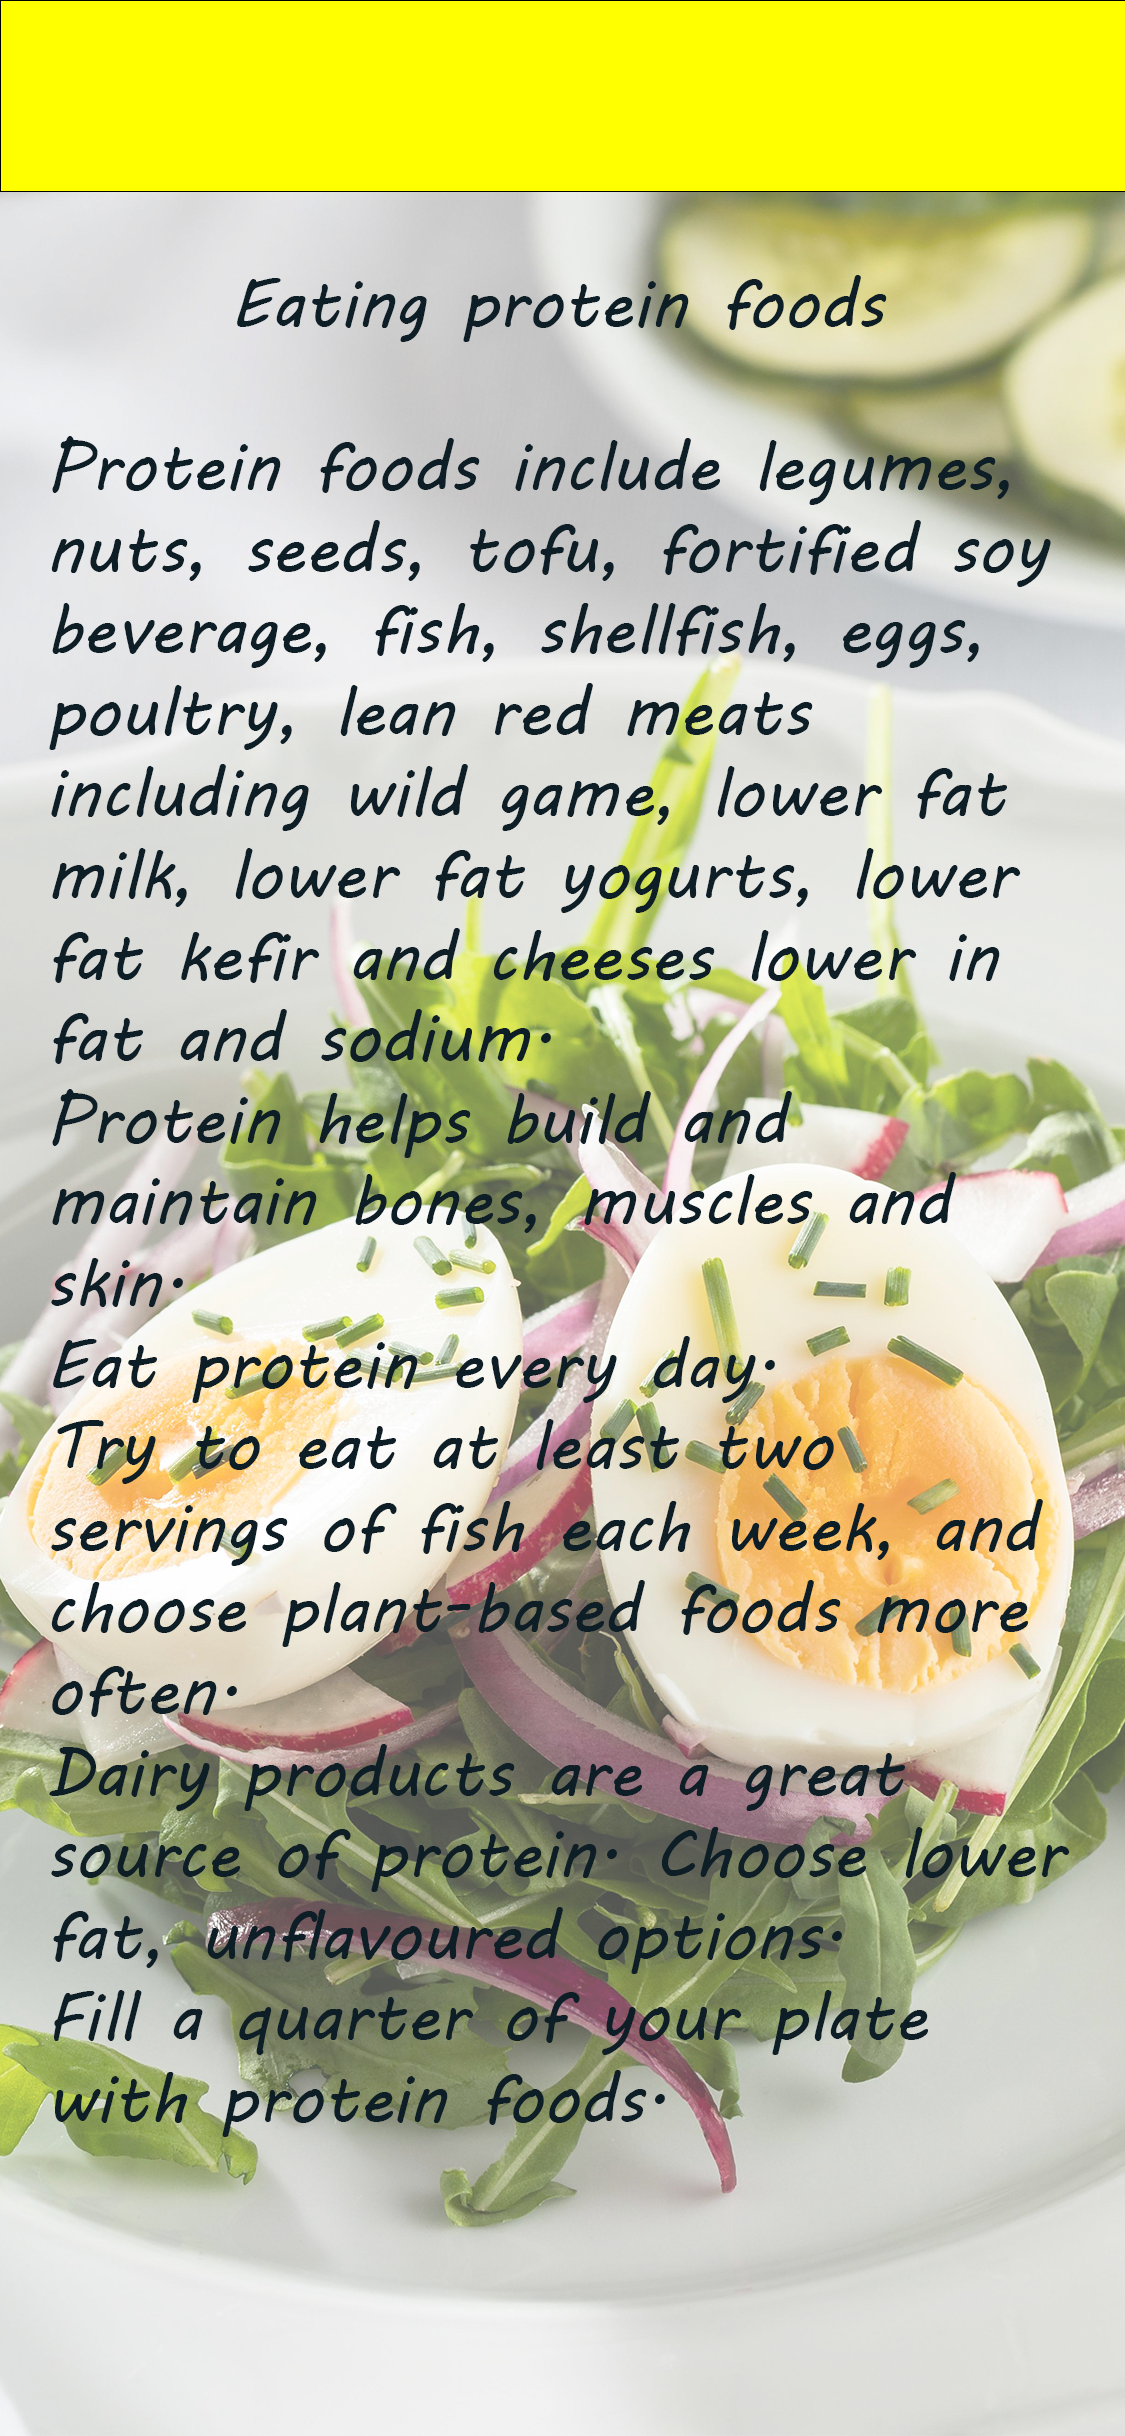 Eating protein foods
Protein foods include legumes,
nuts, seeds, tofu, fortified soy
beverage, fish, shellfish, eggs,
poultry, lean red meats
including wild game, lower fat
milk, lower fat yogurts, lower
fat kefir and cheeses lower in
fat and sodium.
Protein helps build and
maintain bones, muscles and
skin.
Eat protein every day.
Try to eat at least two
servings of fish each week, and
choose plant-based foods more
often.
Dairy products are a great
source of protein. Choose lower
fat, unflavoured options.
Fill a quarter of your plate
with protein foods.